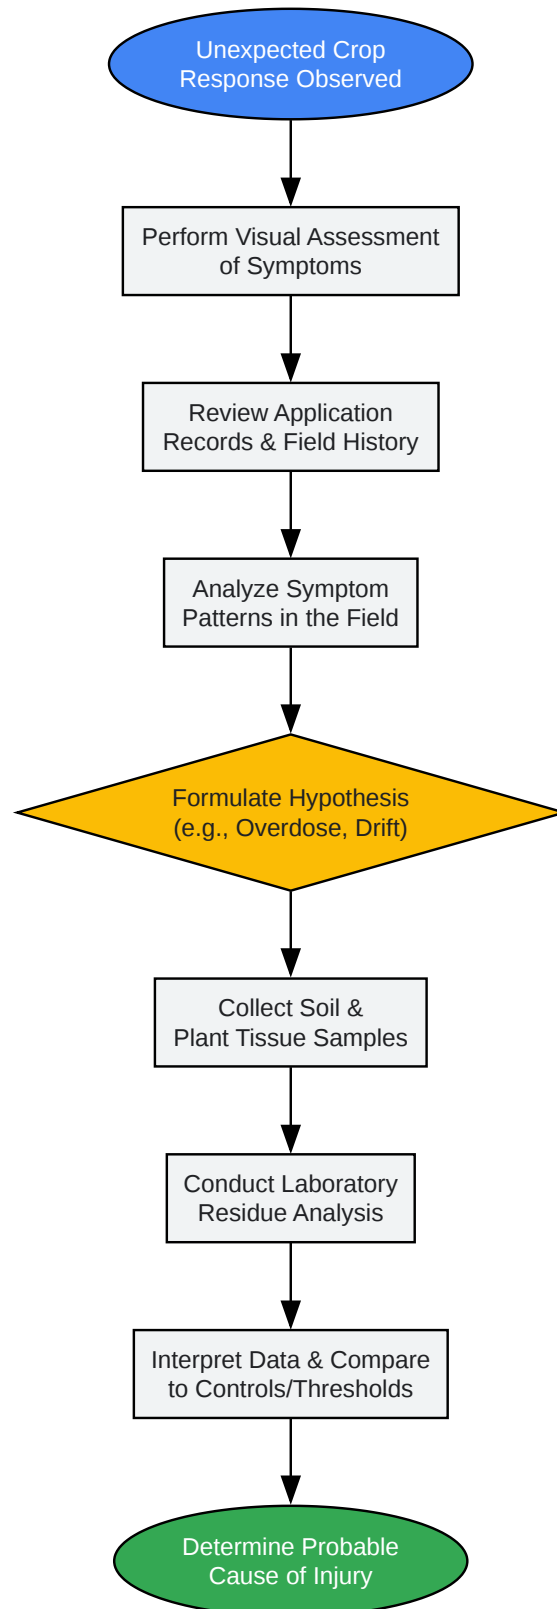 Unexpected Crop
Response Observed
Perform Visual Assessment
of Symptoms
Review Application
Records & Field History
Analyze Symptom
Patterns in the Field
Formulate Hypothesis
(e.g., Overdose, Drift)
Collect Soil &
Plant Tissue Samples
Conduct Laboratory
Residue Analysis
Interpret Data & Compare
to Controls/Thresholds
Determine Probable
Cause of Injury